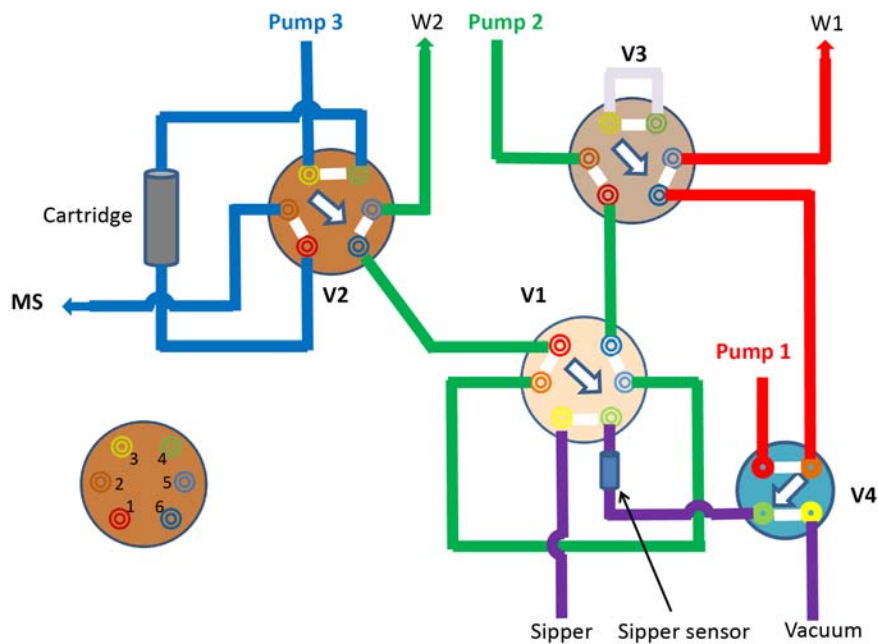 Pump 3
W2
Pump 2
V3
W1
Cartridge
MS
V2
V1
Pump 1
3
4
2
5
1
6
V4
Sipper
Sipper sensor
Vacuum